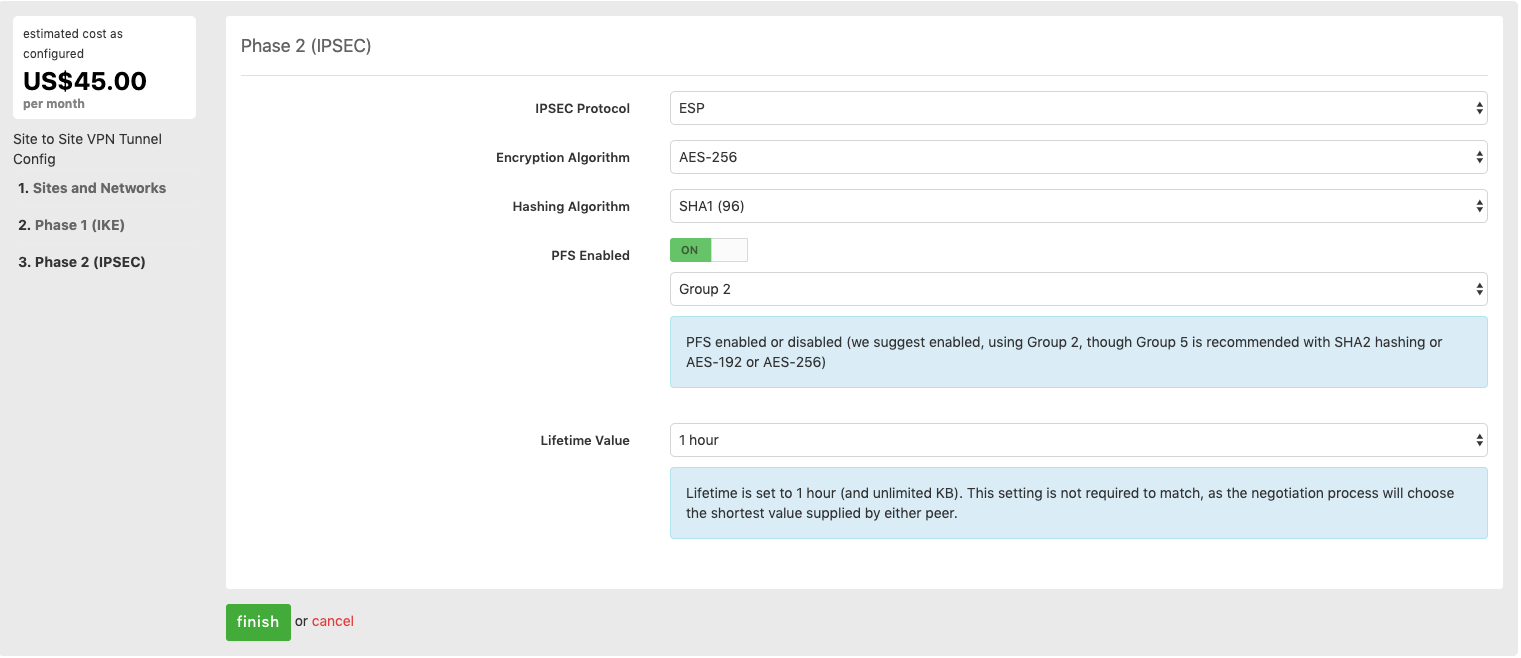 estimated cost as
configured
US$45.00
per month
Site to Site VPN Tunnel
Config
1. Sites and Networks
2. Phase 1 (IKE)
3. Phase 2 (IPSEC)
Phase 2 (IPSEC)
IPSEC Protocol ESP
Encryption Algorithm AES-256
Hashing Algorithm SHA1 (96)
PFS Enabled ON
Group 2
PFS enabled or disabled (we suggest enabled, using Group 2, though Group 5 is recommended with SHA2 hashing or
AES-192 or AES-256)
Lifetime Value 1 hour
Lifetime is set to 1 hour (and unlimited KB). This setting is not required to match, as the negotiation process will choose
the shortest value supplied by either peer.
finish or cancel